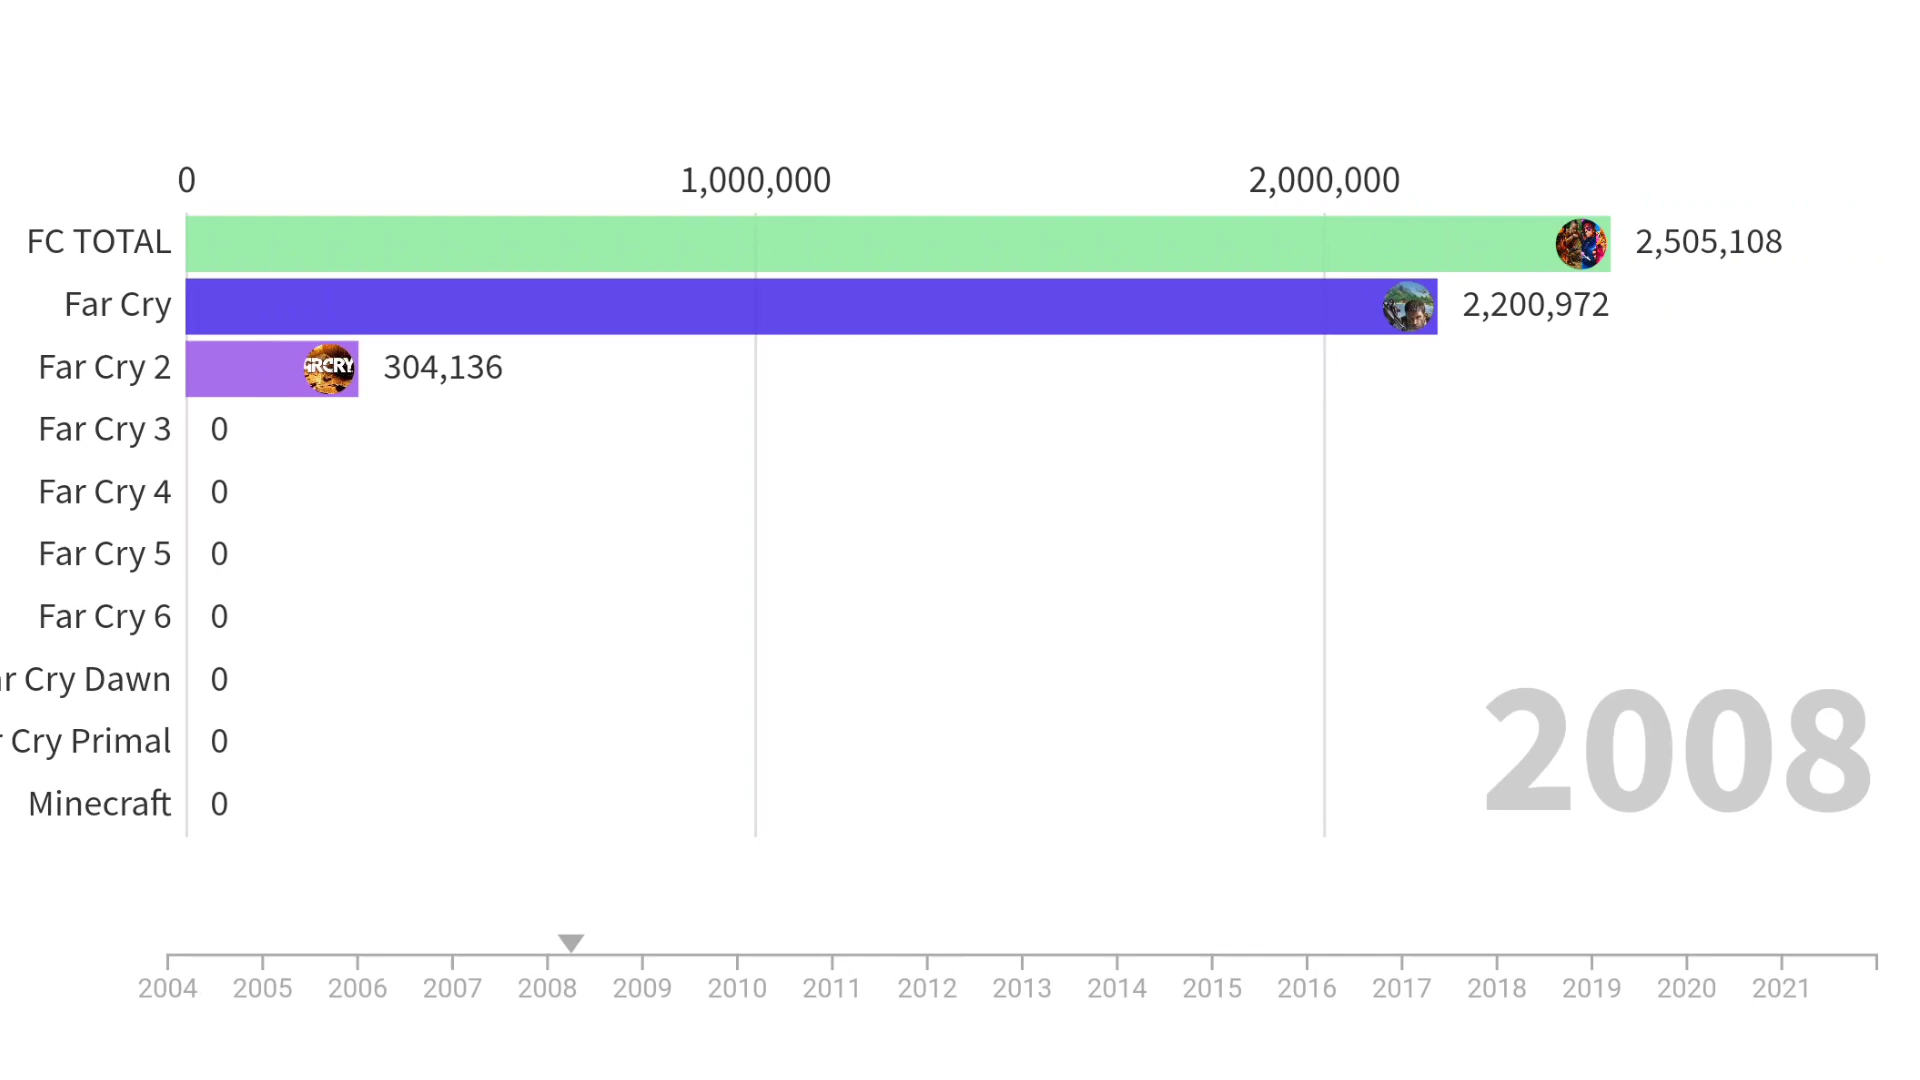 0 1,000,000 2,000,000
FC TOTAL 2,505,108
Far Cry 2,200,972
Far Cry 2 304,136
Far Cry 3 0
Far Cry 4 0
Far Cry 5 0
Far Cry 6 0
r Cry Dawn 0
Cry Primal 0
Minecraft 0
2008
2004 2005 2006 2007 2008 2009 2010 2011 2012 2013 2014 2015 2016 2017 2018 2019 2020 2021